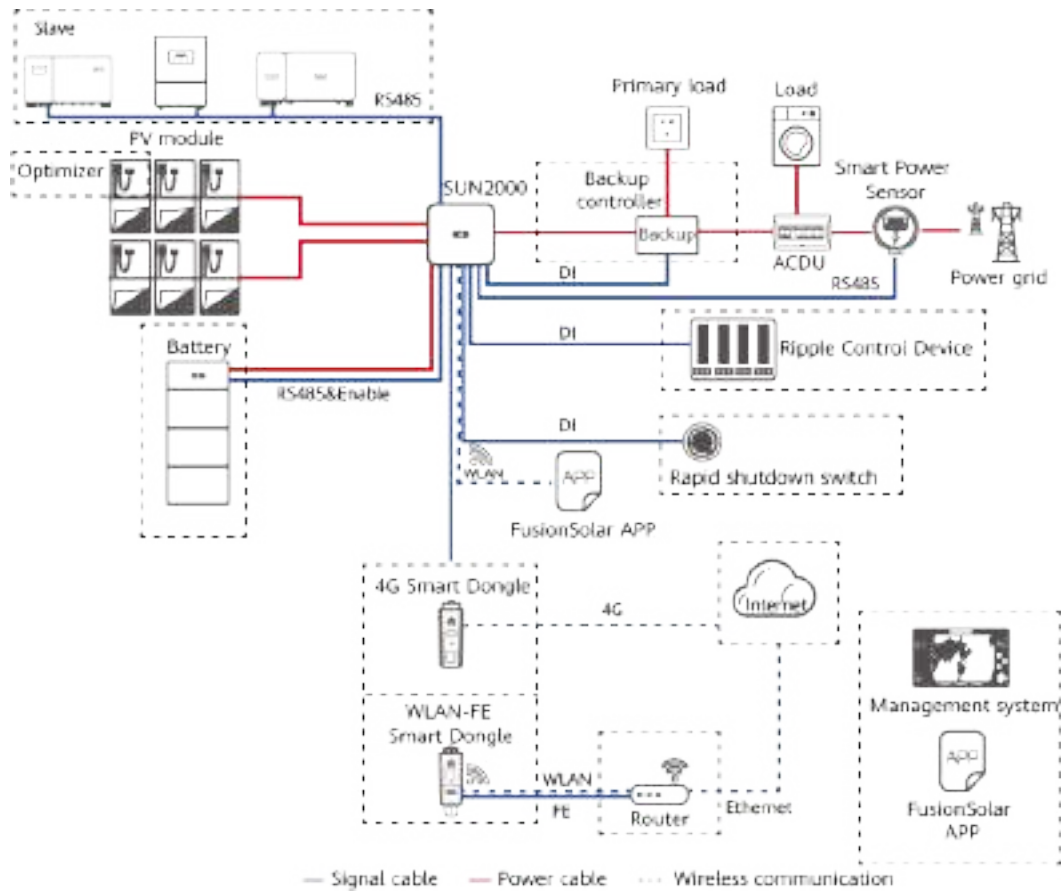 Slave
RS485
PV module
Optimizer
SUN2000
Primary load
Load
Backup
controller
Backup
Smart Power
Sensor
ACDU
Power grid
DI
RS485
DI
Ripple Control Device
Battery
RS485&Enable
DI
Rapid shutdown switch
WLAN
APP
FusionSolar APP
4G Smart Dongle
4G
Internet
WLAN-FE
Smart Dongle
WLAN
FE
Router
Ethernet
Management system/
APP
FusionSolar
APP
Signal cable
Power cable
Wireless communication